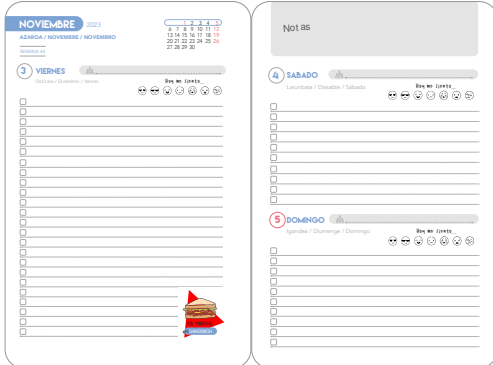 NOVIEMBRE 2023
AZAROA / NOVEMBRE / NOVEMBRO
1 2 3 4 5
6 7 8 9 10 11 12
13 14 15 16 17 18 19
20 21 22 23 24 25 26
27 28 29 30
3 VIERNES
Hoy me siento...
SANDWICH
Notas
4 SABADO
Larunbata / Dissabte / Sábado
Hoy me siento...
5 DOMINGO
Igandea / Diumenge / Domingo
Hoy me siento...